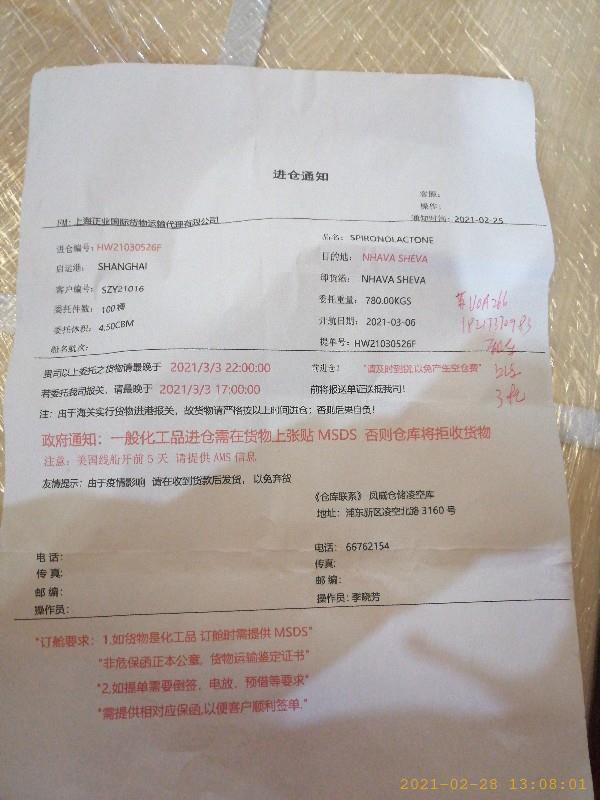 进仓通知
客服:
操作:
FM: 上海正业国际货物运输代理有限公司
通知时间: 2021-02-25
进仓编号: HW21030526F
品名: SPIRONOLACTONE
启运港: SHANGHAI
目的地: NHAVA SHEVA
客户编号: SZY21016
卸货港: NHAVA SHEVA
委托件数: 100桶
委托重量: 780.00KGS
委托体积: 4.50CBM
开航日期: 2021-03-06
船名航次:
提单号: HW21030526F
贵司以上委托之货物请最晚于 2021/3/3 22:00:00 前进仓! "请及时到货,以免产生空仓费"
若委托我司报关、请最晚于 2021/3/3 17:00:00 前将报送单证送抵我司!
注: 由于海关实行货物进港报关, 故货物请严格按以上时间进仓; 否则后果自负!
政府通知: 一般化工品进仓需在货物上张贴 MSDS 否则仓库将拒收货物
注意: 美国线船开前 5 天 请提供 AMS 信息
友情提示: 由于疫情影响 请在收到货款后发货, 以免弃货
《仓库联系》 凤威仓储凌空库
地址: 浦东新区凌空北路 3160 号
电话:
电话: 66762154
传真:
传真:
邮编:
邮编:
操作员:
操作员: 李晓芳
"订舱要求: 1.如货物是化工品 订舱时需提供 MSDS"
"非危保函正本公章, 货物运输鉴定证书"
"2.如提单需要倒签, 电放, 预借等要求"
"需提供相对应保函,以便客户顺利签单."
2021-02-28 13:08:01